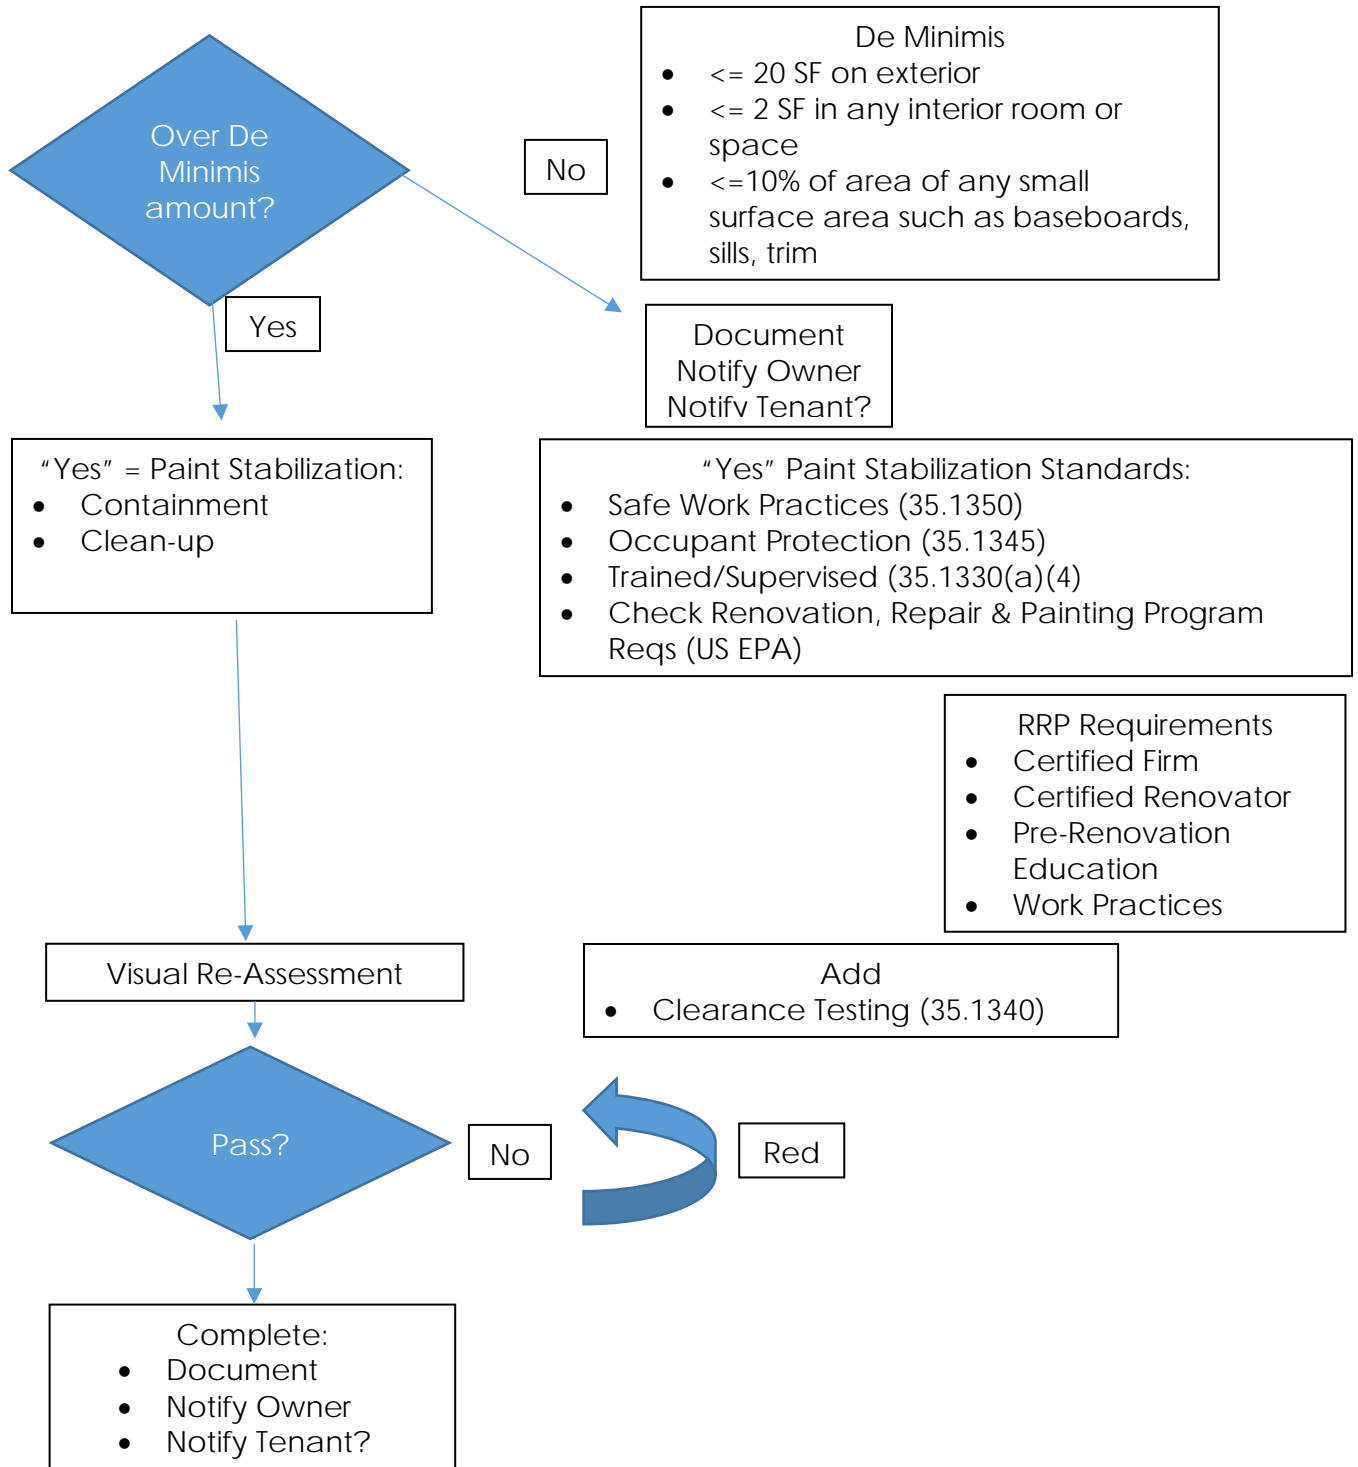 Over De
Minimis
amount?
No
De Minimis
• <= 20 SF on exterior
• <= 2 SF in any interior room or
space
• <=10% of area of any small
surface area such as baseboards,
sills, trim
Yes
Document
Notify Owner
Notify Tenant?
"Yes" = Paint Stabilization:
• Containment
• Clean-up
"Yes" Paint Stabilization Standards:
• Safe Work Practices (35.1350)
• Occupant Protection (35.1345)
• Trained/Supervised (35.1330(a)(4)
• Check Renovation, Repair & Painting Program
Reqs (US EPA)
RRP Requirements
• Certified Firm
• Certified Renovator
• Pre-Renovation
Education
• Work Practices
Visual Re-Assessment
Add
• Clearance Testing (35.1340)
Pass?
No
Red
Complete:
• Document
• Notify Owner
• Notify Tenant?